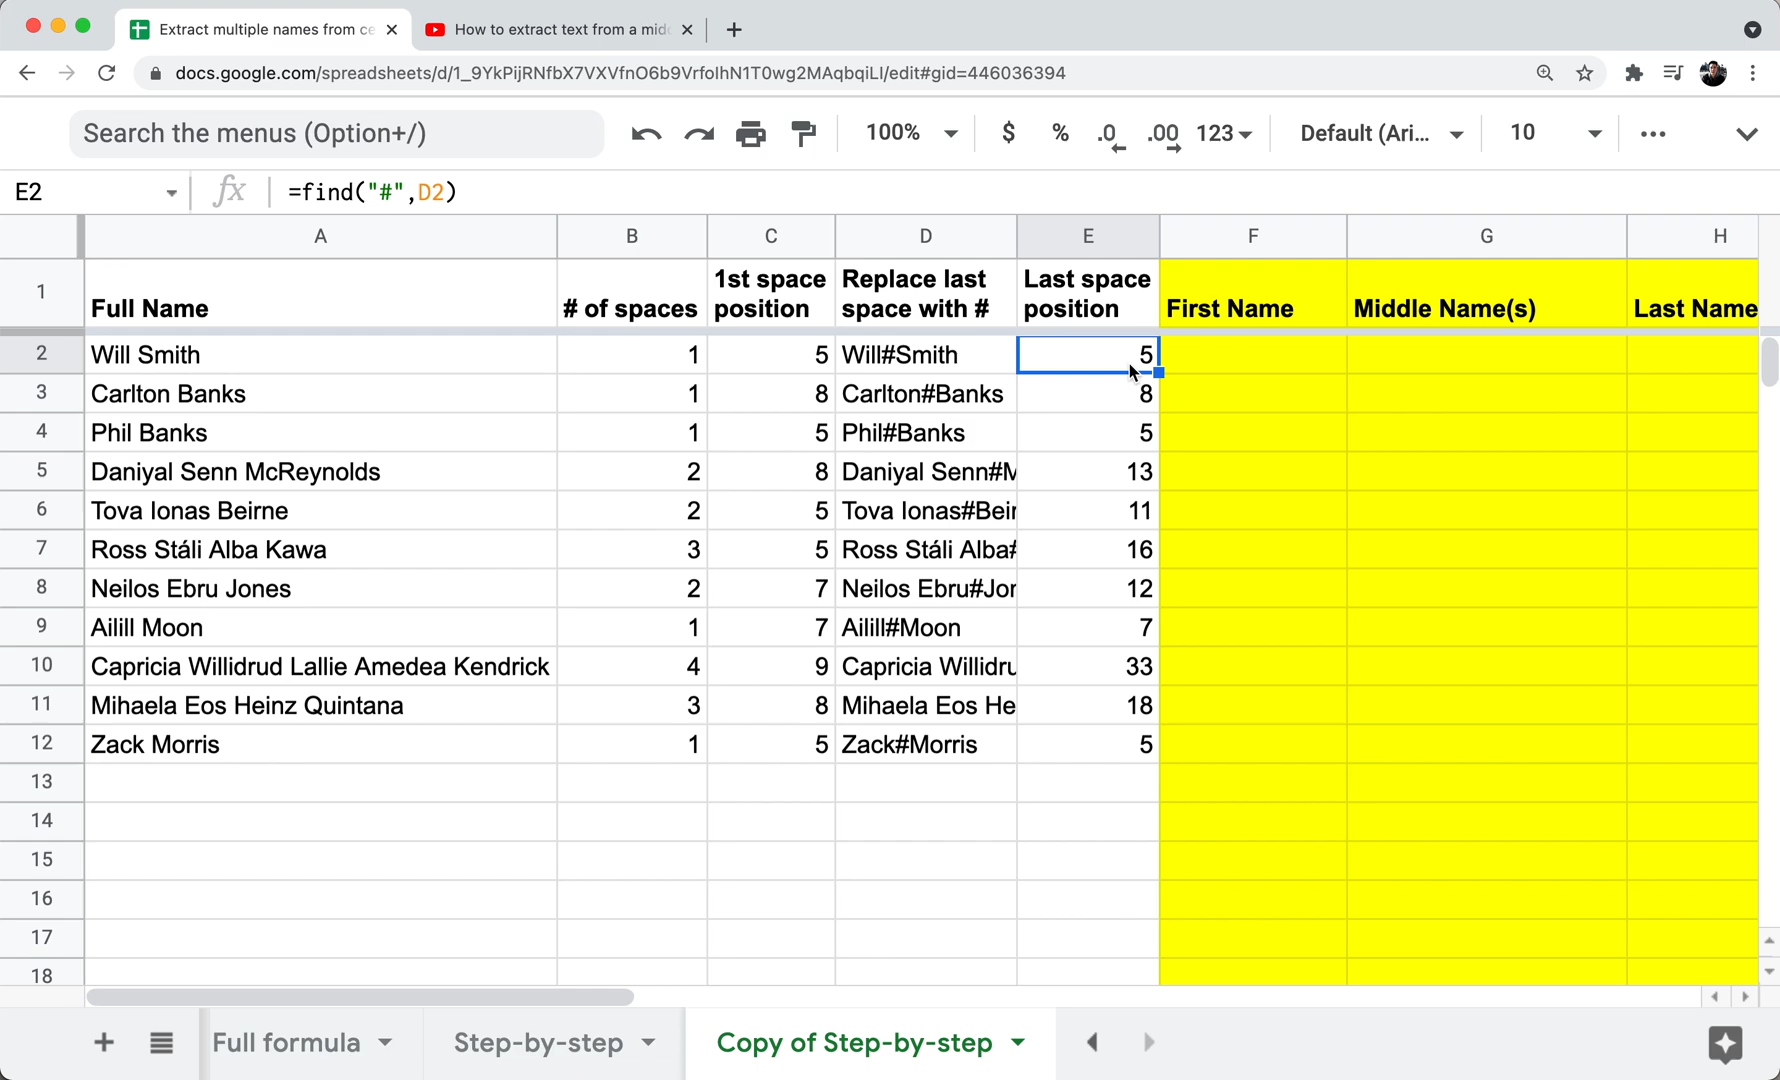 Extract multiple names from ce
How to extract text from a mid
docs.google.com/spreadsheets/d/1_9YkPijRNfbX7VXVfnO6b9VrfolhN1T0wg2MAqbqiLI/edit#gid=446036394
Search the menus (Option+/) 100% $ % .0 .00 123 Default (Ari... 10
E2 fx =find("#",D2)
A B C D E F G H
1 Full Name # of spaces 1st space position Replace last space with # Last space position First Name Middle Name(s) Last Name
2 Will Smith 1 5 Will#Smith 5
3 Carlton Banks 1 8 Carlton#Banks 8
4 Phil Banks 1 5 Phil#Banks 5
5 Daniyal Senn McReynolds 2 8 Daniyal Senn#M 13
6 Tova Ionas Beirne 2 5 Tova Ionas#Beir 11
7 Ross Stáli Alba Kawa 3 5 Ross Stáli Alba# 16
8 Neilos Ebru Jones 2 7 Neilos Ebru#Jor 12
9 Ailill Moon 1 7 Ailill#Moon 7
10 Capricia Willidrud Lallie Amedea Kendrick 4 9 Capricia Willidru 33
11 Mihaela Eos Heinz Quintana 3 8 Mihaela Eos He 18
12 Zack Morris 1 5 Zack#Morris 5
13
14
15
16
17
18
Full formula Step-by-step Copy of Step-by-step